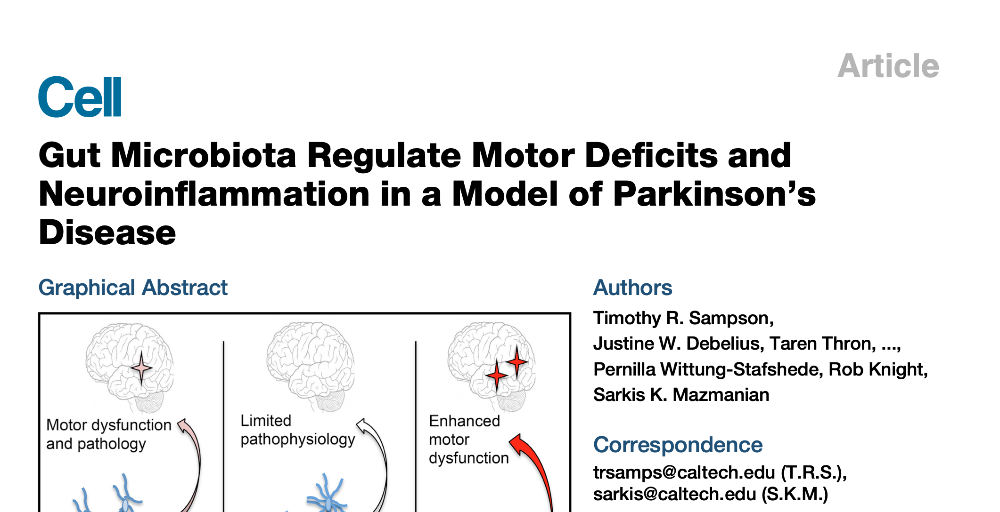 Article
Cell
Gut Microbiota Regulate Motor Deficits and
Neuroinflammation in a Model of Parkinson’s
Disease
Graphical Abstract
Motor dysfunction
and pathology
Limited
pathophysiology
Enhanced
motor
dysfunction
Authors
Timothy R. Sampson,
Justine W. Debelius, Taren Thron, ...,
Pernilla Wittung-Stafshede, Rob Knight,
Sarkis K. Mazmanian
Correspondence
trsamps@caltech.edu (T.R.S.),
sarkis@caltech.edu (S.K.M.)